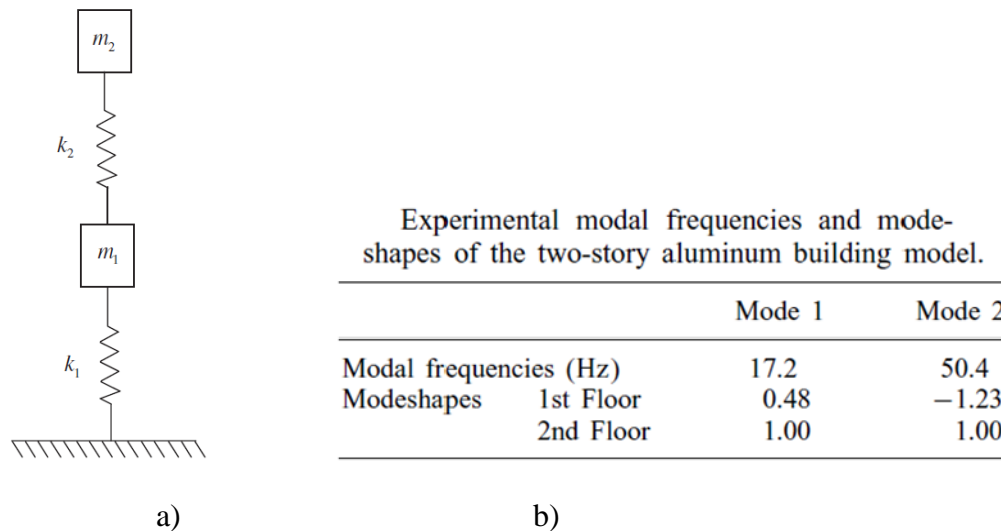 m₂
k₂
m₁
k₁
a)
Experimental modal frequencies and mode-
shapes of the two-story aluminum building model.
Mode 1 Mode 2
Modal frequencies (Hz) 17.2 50.4
Modeshapes 1st Floor 0.48 −1.23
2nd Floor 1.00 1.00
b)